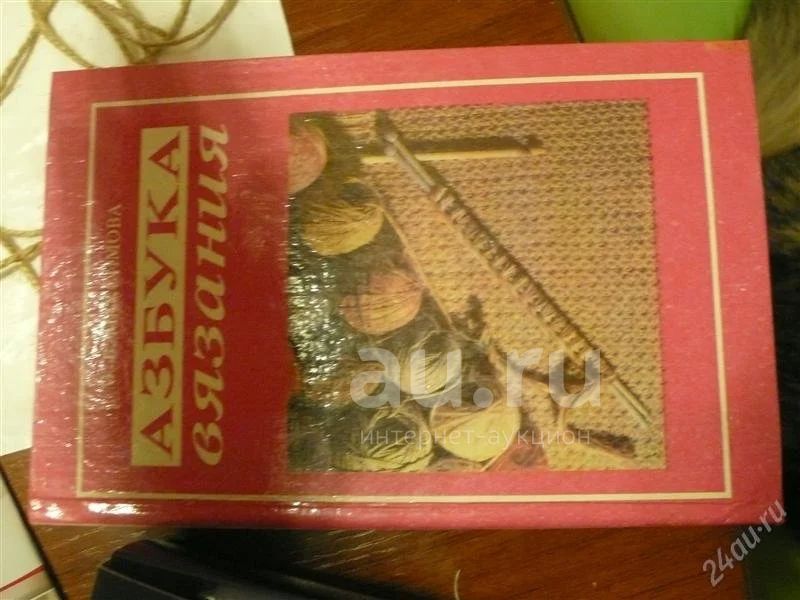 АЗБУКА
вязания
au.ru
интернет-аукцион
24au.ru